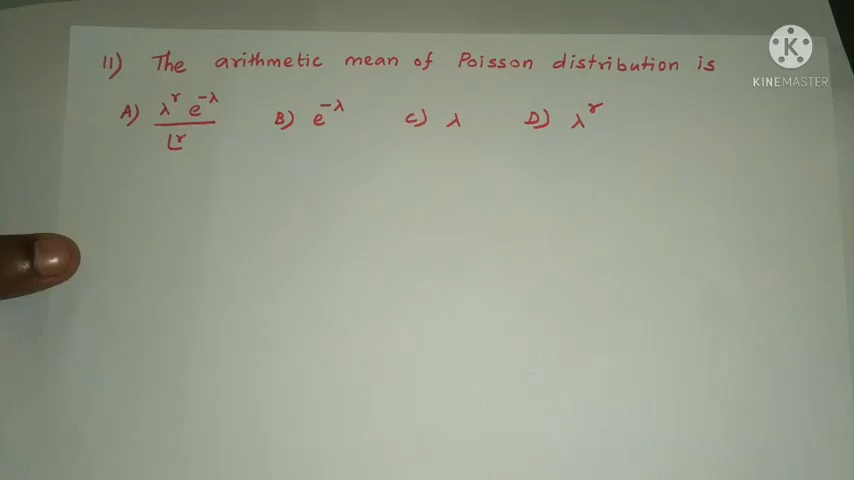 11) The arithmetic mean of Poisson distribution is
A) λ^r e^-λ / ⌊r B) e^-λ C) λ D) λ^r
K
KINEMASTER